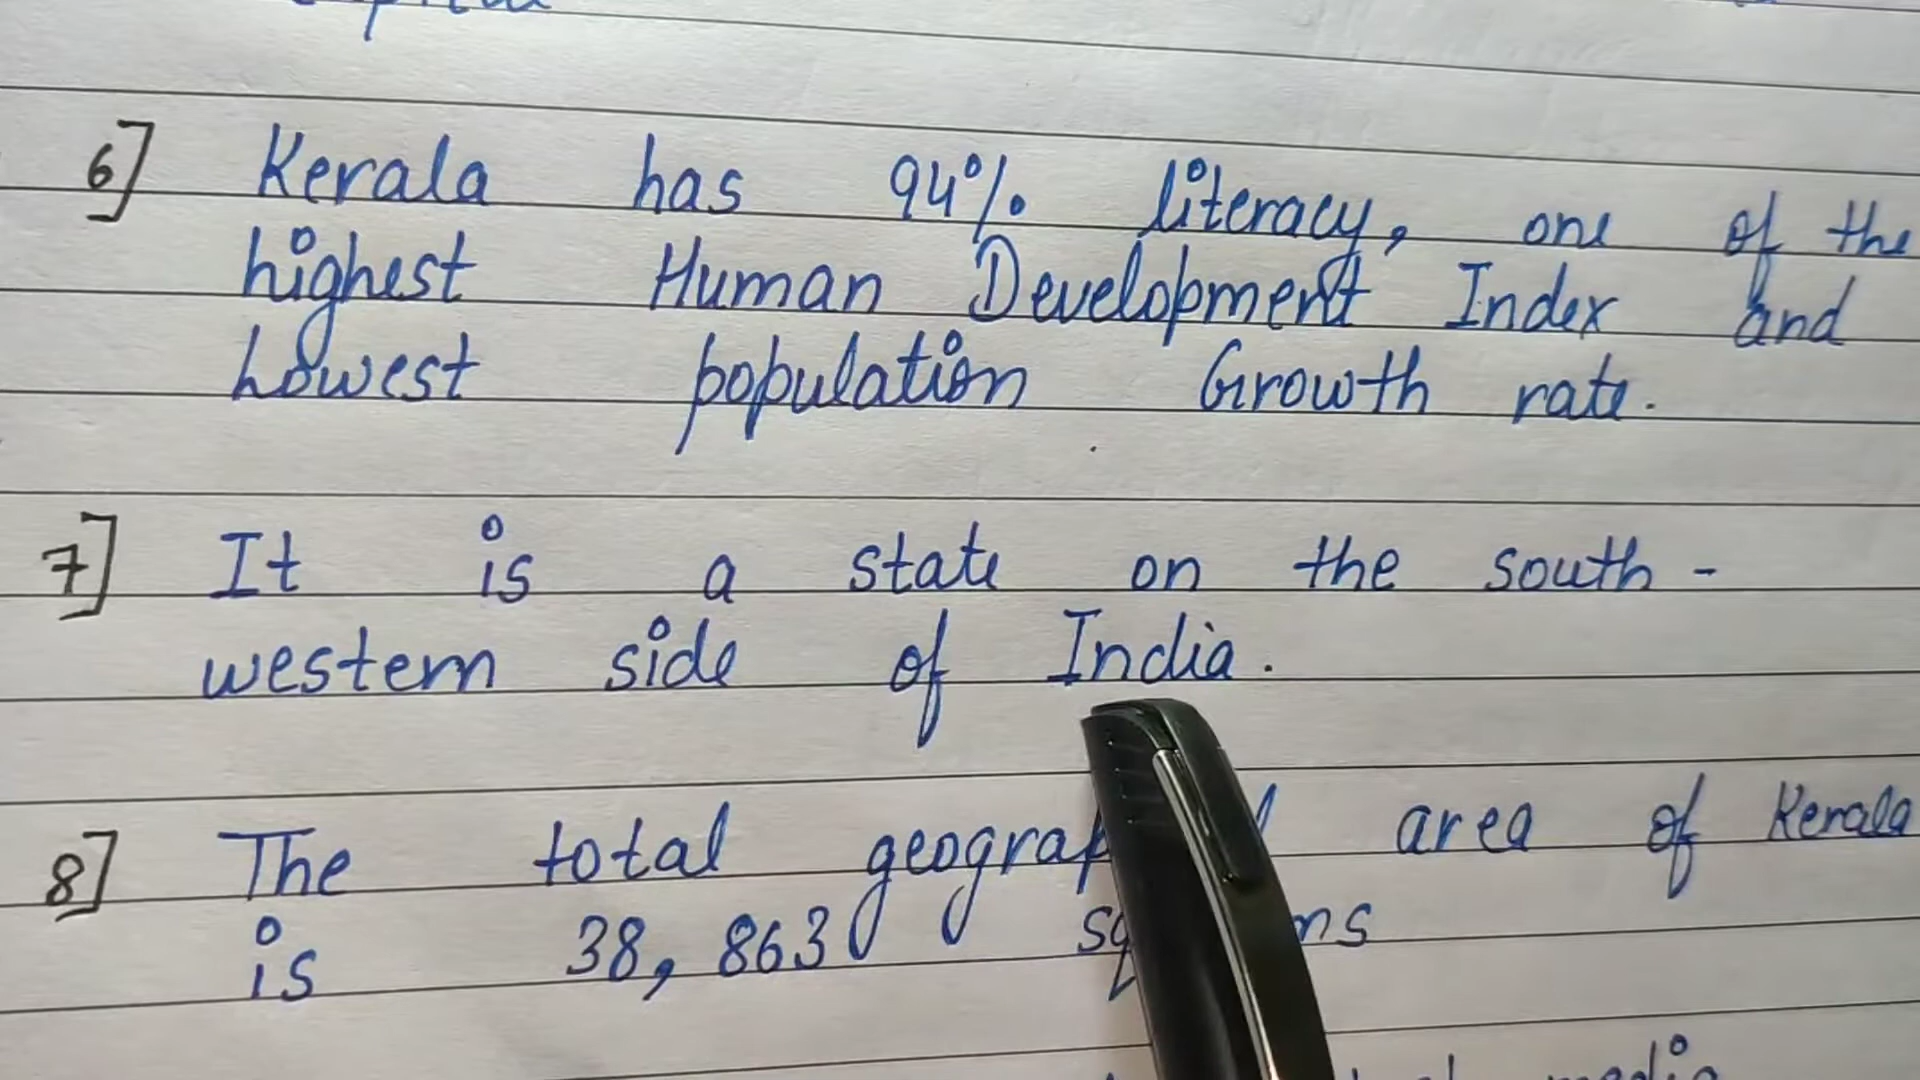 6] Kerala has 94% literacy, one of the
highest Human Development Index and
Lowest population Growth rate.
7] It is a state on the south-
western side of India.
8] The total area of Kerala
is 38,863